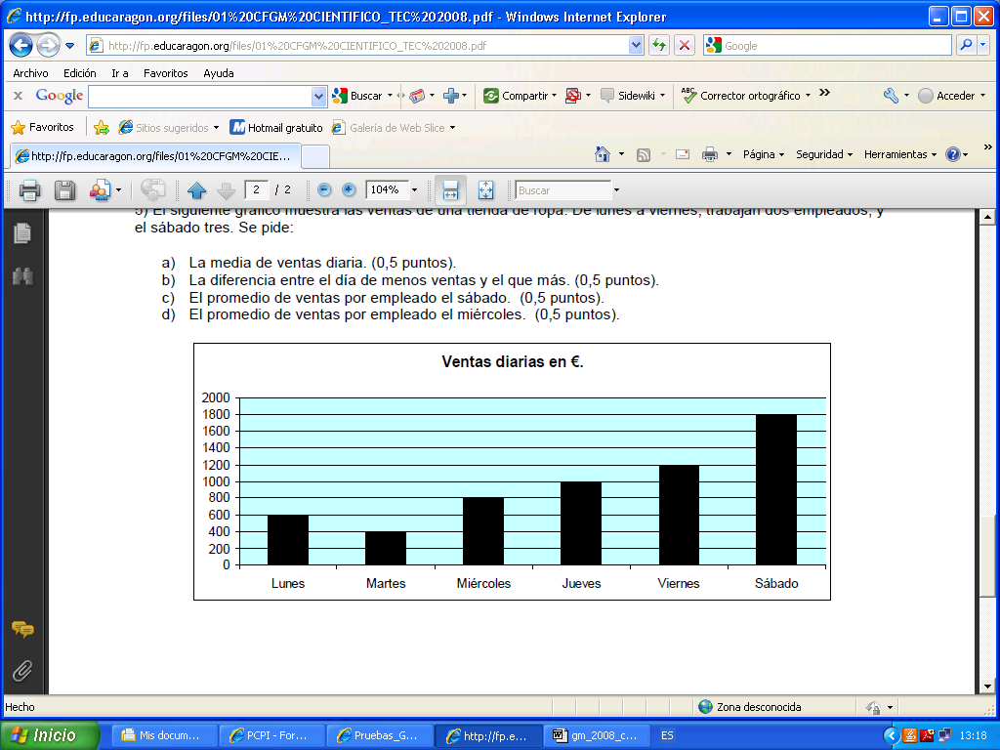 http://fp.educaragon.org/files/01%20CFGM%20CIENTIFICO_TEC%202008.pdf - Windows Internet Explorer
http://fp.educaragon.org/files/01%20CFGM%20CIENTIFICO_TEC%202008.pdf
Google
Archivo Edición Ir a Favoritos Ayuda
x Google Buscar Compartir Sidewiki ABC Corrector ortográfico » Acceder
Favoritos Sitios sugeridos Hotmail gratuito Galería de Web Slice
http://fp.educaragon.org/files/01%20CFGM%20CIE... Página Seguridad Herramientas »
2 / 2 104% Buscar
5) El siguiente gráfico muestra las ventas de una tienda de ropa. De lunes a viernes, trabajan dos empleados, y
el sábado tres. Se pide:
a) La media de ventas diaria. (0,5 puntos).
b) La diferencia entre el día de menos ventas y el que más. (0,5 puntos).
c) El promedio de ventas por empleado el sábado. (0,5 puntos).
d) El promedio de ventas por empleado el miércoles. (0,5 puntos).
Ventas diarias en €.
2000
1800
1600
1400
1200
1000
800
600
400
200
0
Lunes Martes Miércoles Jueves Viernes Sábado
Hecho Zona desconocida
Inicio Mis docum... PCPI - For... Pruebas_G... http://fp.e... gm_2008_c... ES 13:18